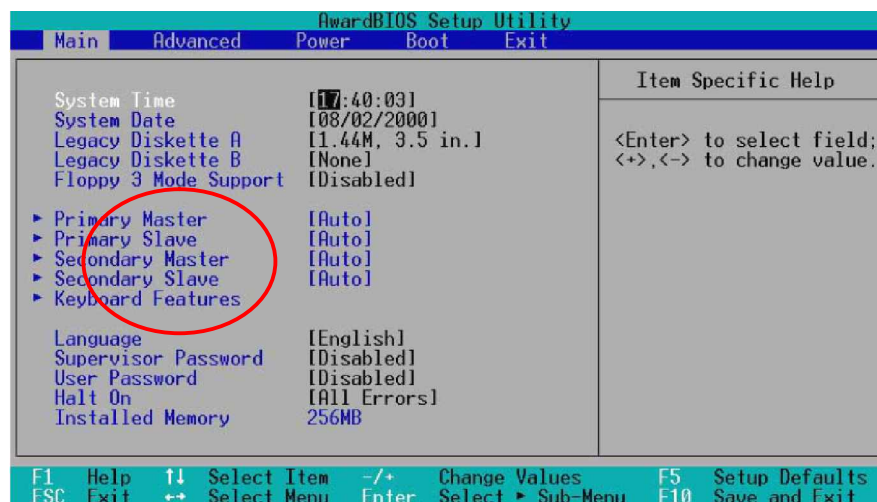 AwardBIOS Setup Utility
Main Advanced Power Boot Exit
Item Specific Help
System Time [17:40:03]
System Date [08/02/2000]
Legacy Diskette A [1.44M, 3.5 in.]
<Enter> to select field;
Legacy Diskette B [None]
<+>,<-> to change value.
Floppy 3 Mode Support [Disabled]
▶ Primary Master [Auto]
▶ Primary Slave [Auto]
▶ Secondary Master [Auto]
▶ Secondary Slave [Auto]
▶ Keyboard Features
Language [English]
Supervisor Password [Disabled]
User Password [Disabled]
Halt On [All Errors]
Installed Memory 256MB
F1 Help ↑↓ Select Item -/+ Change Values F5 Setup Defaults
ESC Exit ←→ Select Menu Enter Select ▶ Sub-Menu F10 Save and Exit